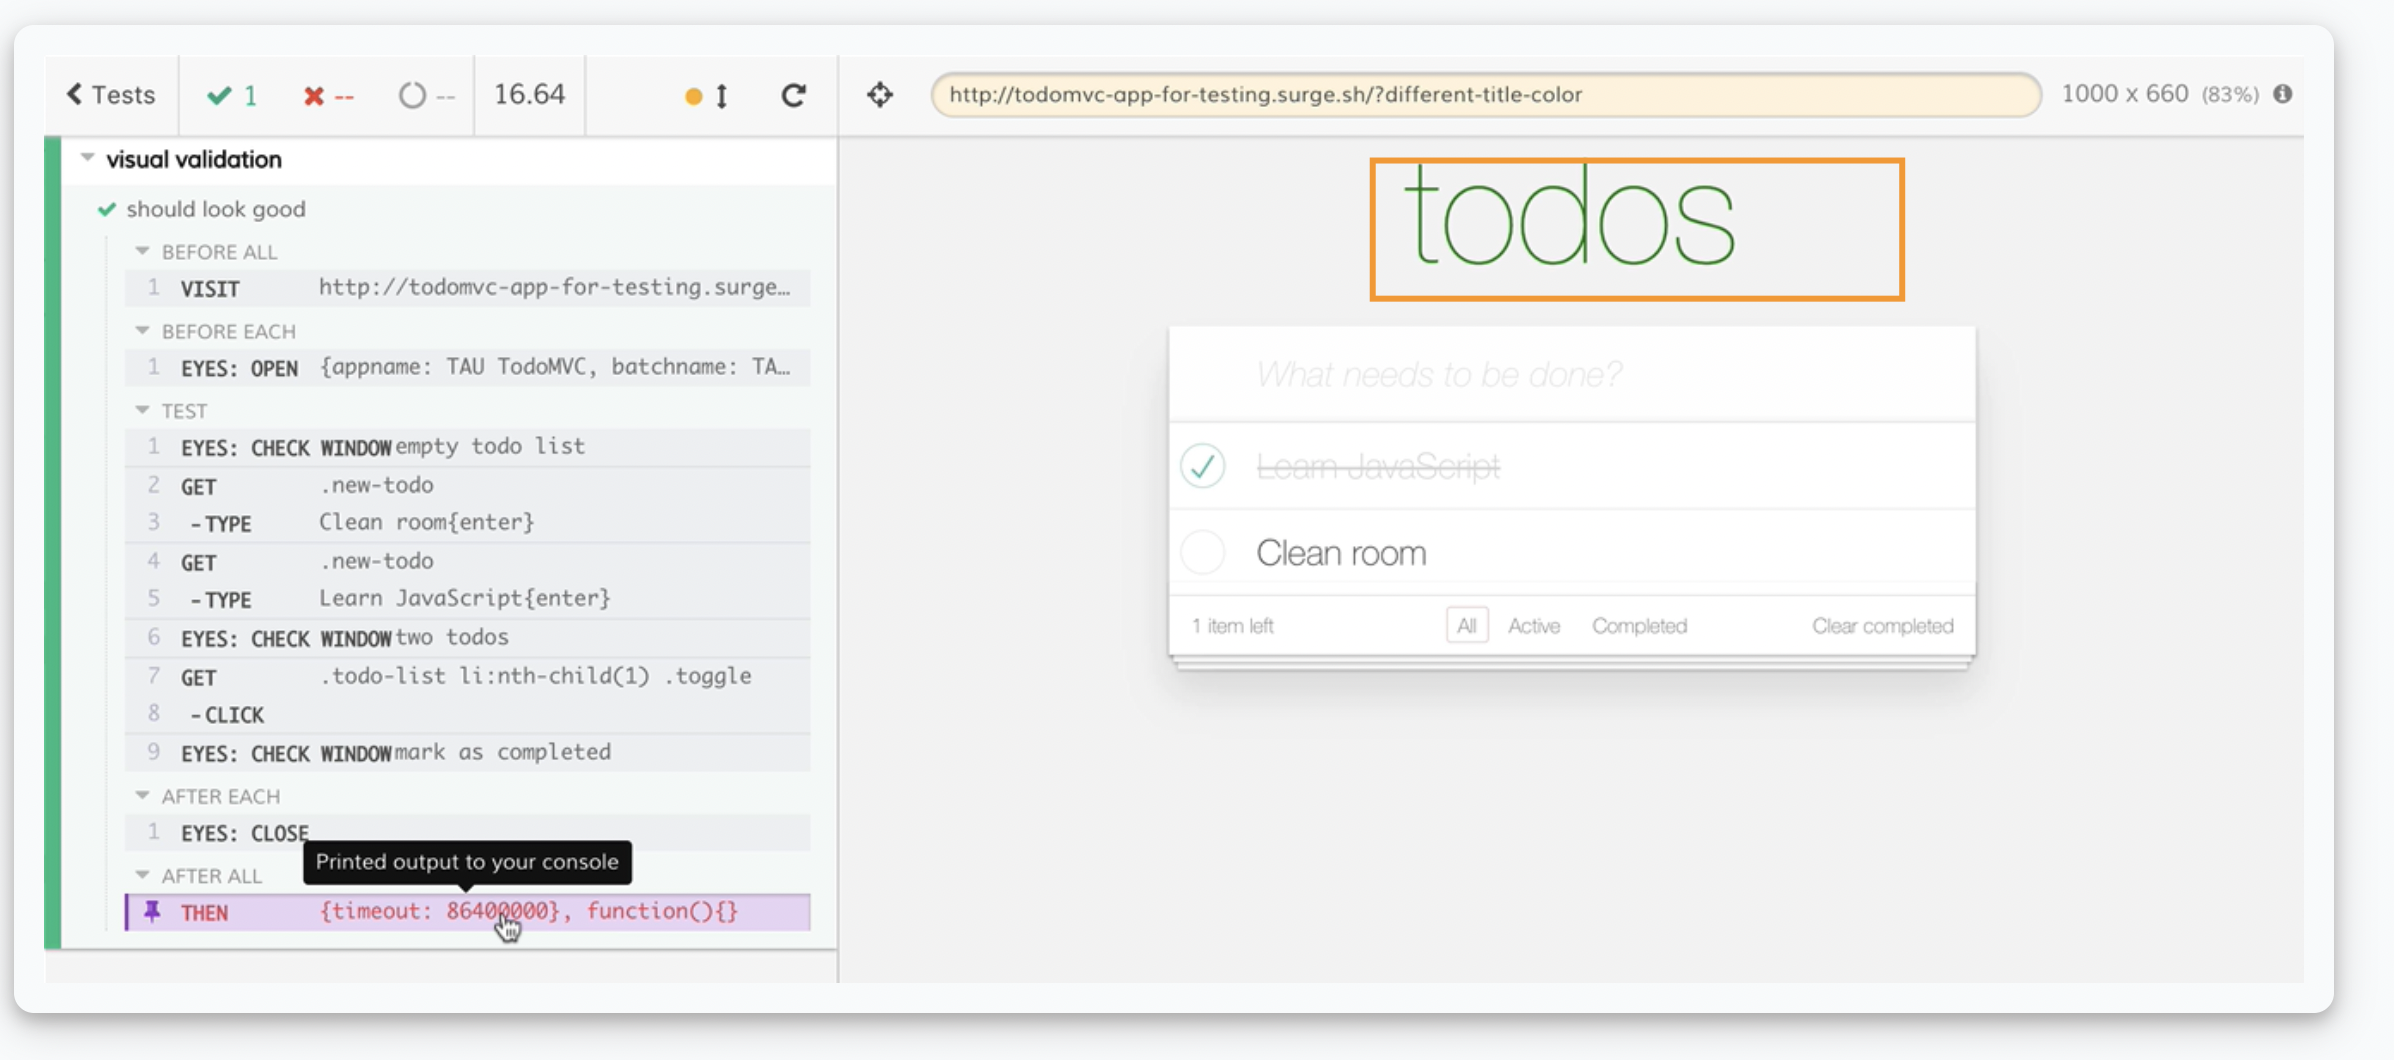 Tests 1 -- -- 16.64
http://todomvc-app-for-testing.surge.sh/?different-title-color 1000 x 660 (83%)
visual validation
should look good
BEFORE ALL
1 VISIT http://todomvc-app-for-testing.surge…
BEFORE EACH
1 EYES: OPEN {appname: TAU TodoMVC, batchname: TA…
TEST
1 EYES: CHECK WINDOW empty todo list
2 GET .new-todo
3 -TYPE Clean room{enter}
4 GET .new-todo
5 -TYPE Learn JavaScript{enter}
6 EYES: CHECK WINDOW two todos
7 GET .todo-list li:nth-child(1) .toggle
8 -CLICK
9 EYES: CHECK WINDOW mark as completed
AFTER EACH
1 EYES: CLOSE
Printed output to your console
AFTER ALL
THEN {timeout: 86400000}, function(){}
todos
What needs to be done?
Learn JavaScript
Clean room
1 item left All Active Completed Clear completed